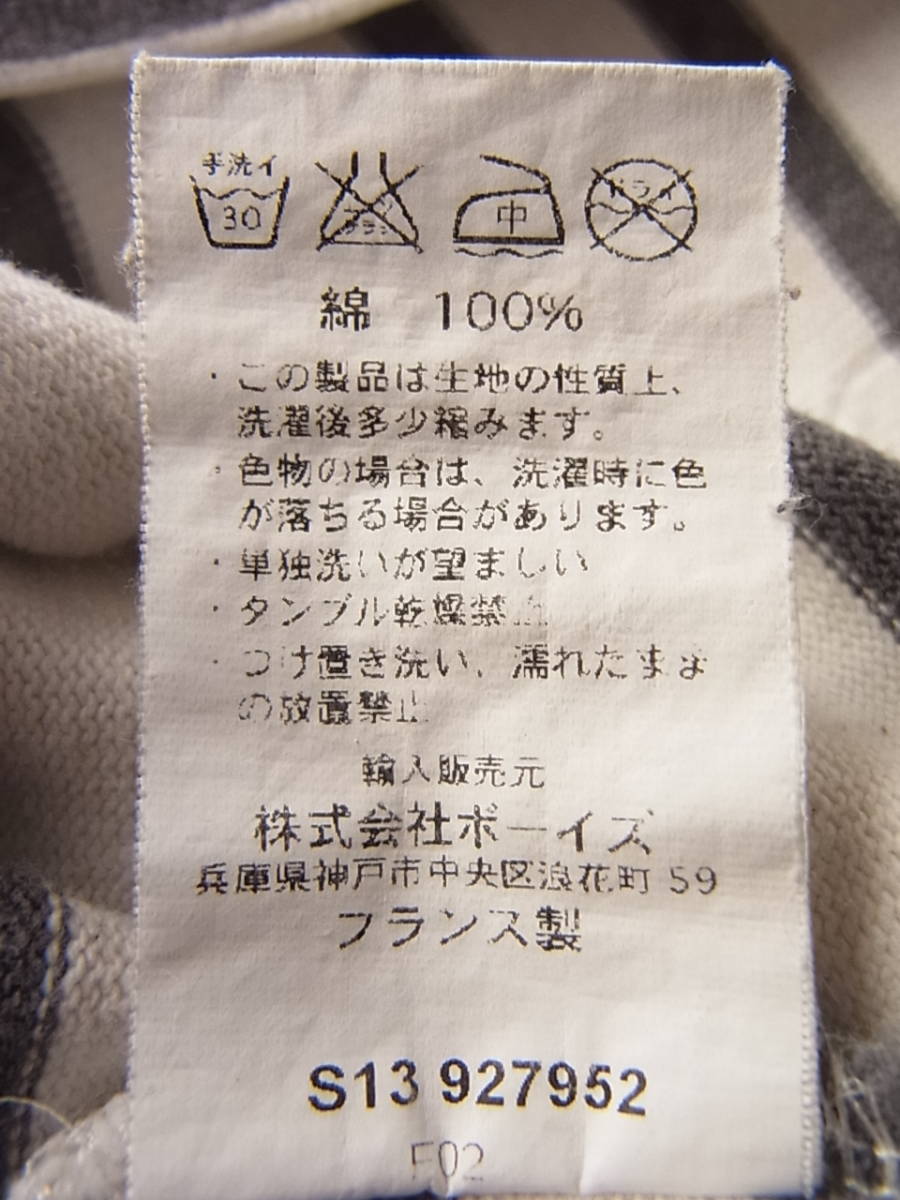 手洗イ
30 中 ドライ
綿 100%
・この製品は生地の性質上、
洗濯後多少縮みます。
・色物の場合は、洗濯時に色
が落ちる場合があります。
・単独洗いが望ましい
・タンブル乾燥禁止
・つけ置き洗い、濡れたまま
の放置禁止
輸入販売元
株式会社ボーイズ
兵庫県神戸市中央区浪花町 59
フランス製
S13 927952
F02